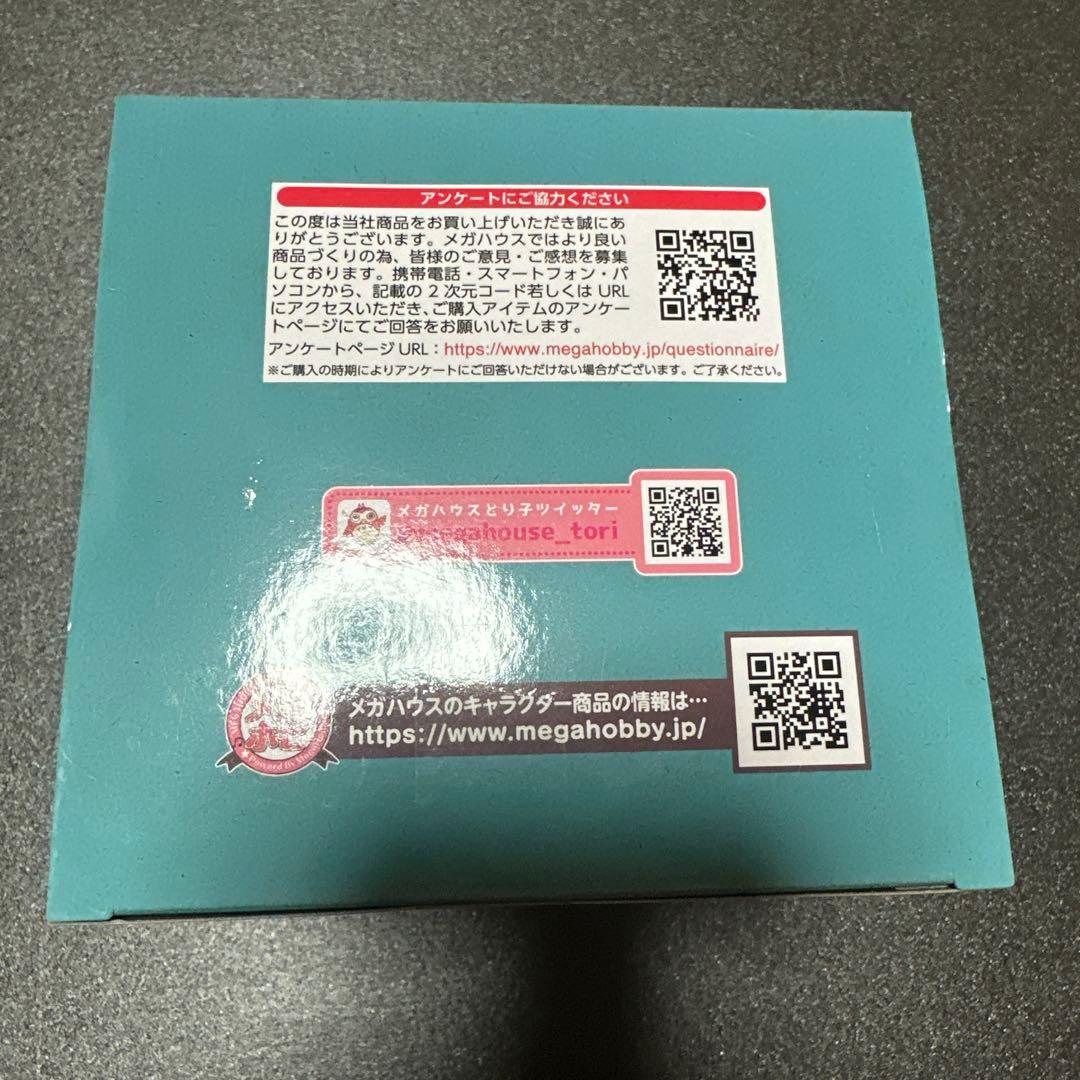 アンケートにご協力ください
この度は当社商品をお買い上げいただき誠にあ
りがとうございます。メガハウスではより良い
商品づくりの為、皆様のご意見・ご感想を募集
しております。携帯電話・スマートフォン・パ
ソコンから、記載の 2 次元コード若しくは URL
にアクセスいただき、ご購入アイテムのアンケー
トページにてご回答をお願いいたします。
アンケートページ URL：https://www.megahobby.jp/questionnaire/
※ご購入の時期によりアンケートにご回答いただけない場合がございます。ご了承ください。
メガハウスとり子ツイッター
@megahouse_tori
メガハウスのキャラクター商品の情報は…
https://www.megahobby.jp/
Powered by